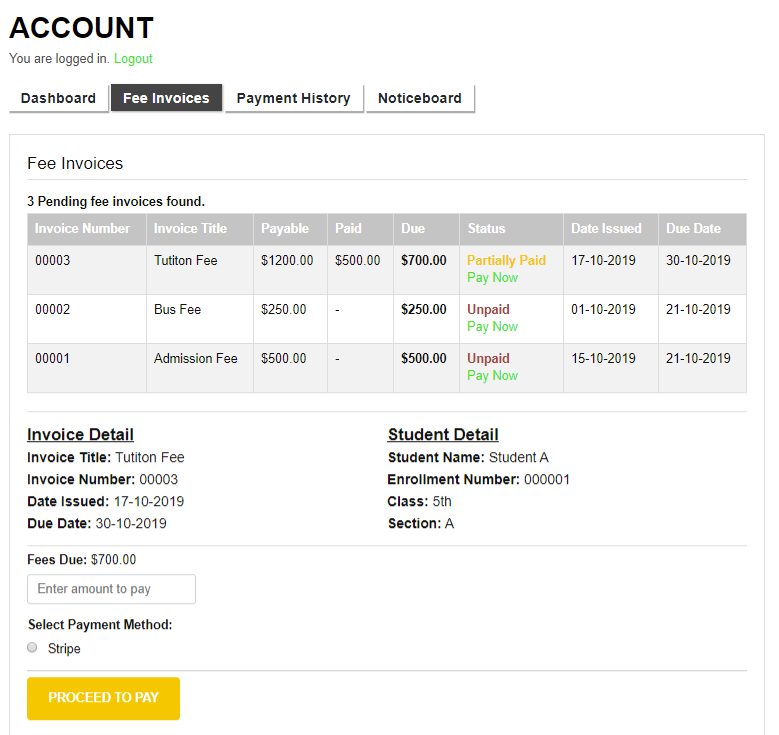 ACCOUNT
You are logged in. Logout
Dashboard Fee Invoices Payment History Noticeboard
Fee Invoices
3 Pending fee invoices found.
Invoice Number Invoice Title Payable Paid Due Status Date Issued Due Date
00003 Tutiton Fee $1200.00 $500.00 $700.00 Partially Paid 17-10-2019 30-10-2019
Pay Now
00002 Bus Fee $250.00 - $250.00 Unpaid 01-10-2019 21-10-2019
Pay Now
00001 Admission Fee $500.00 - $500.00 Unpaid 15-10-2019 21-10-2019
Pay Now
Invoice Detail Student Detail
Invoice Title: Tutiton Fee Student Name: Student A
Invoice Number: 00003 Enrollment Number: 000001
Date Issued: 17-10-2019 Class: 5th
Due Date: 30-10-2019 Section: A
Fees Due: $700.00
Enter amount to pay
Select Payment Method:
Stripe
PROCEED TO PAY